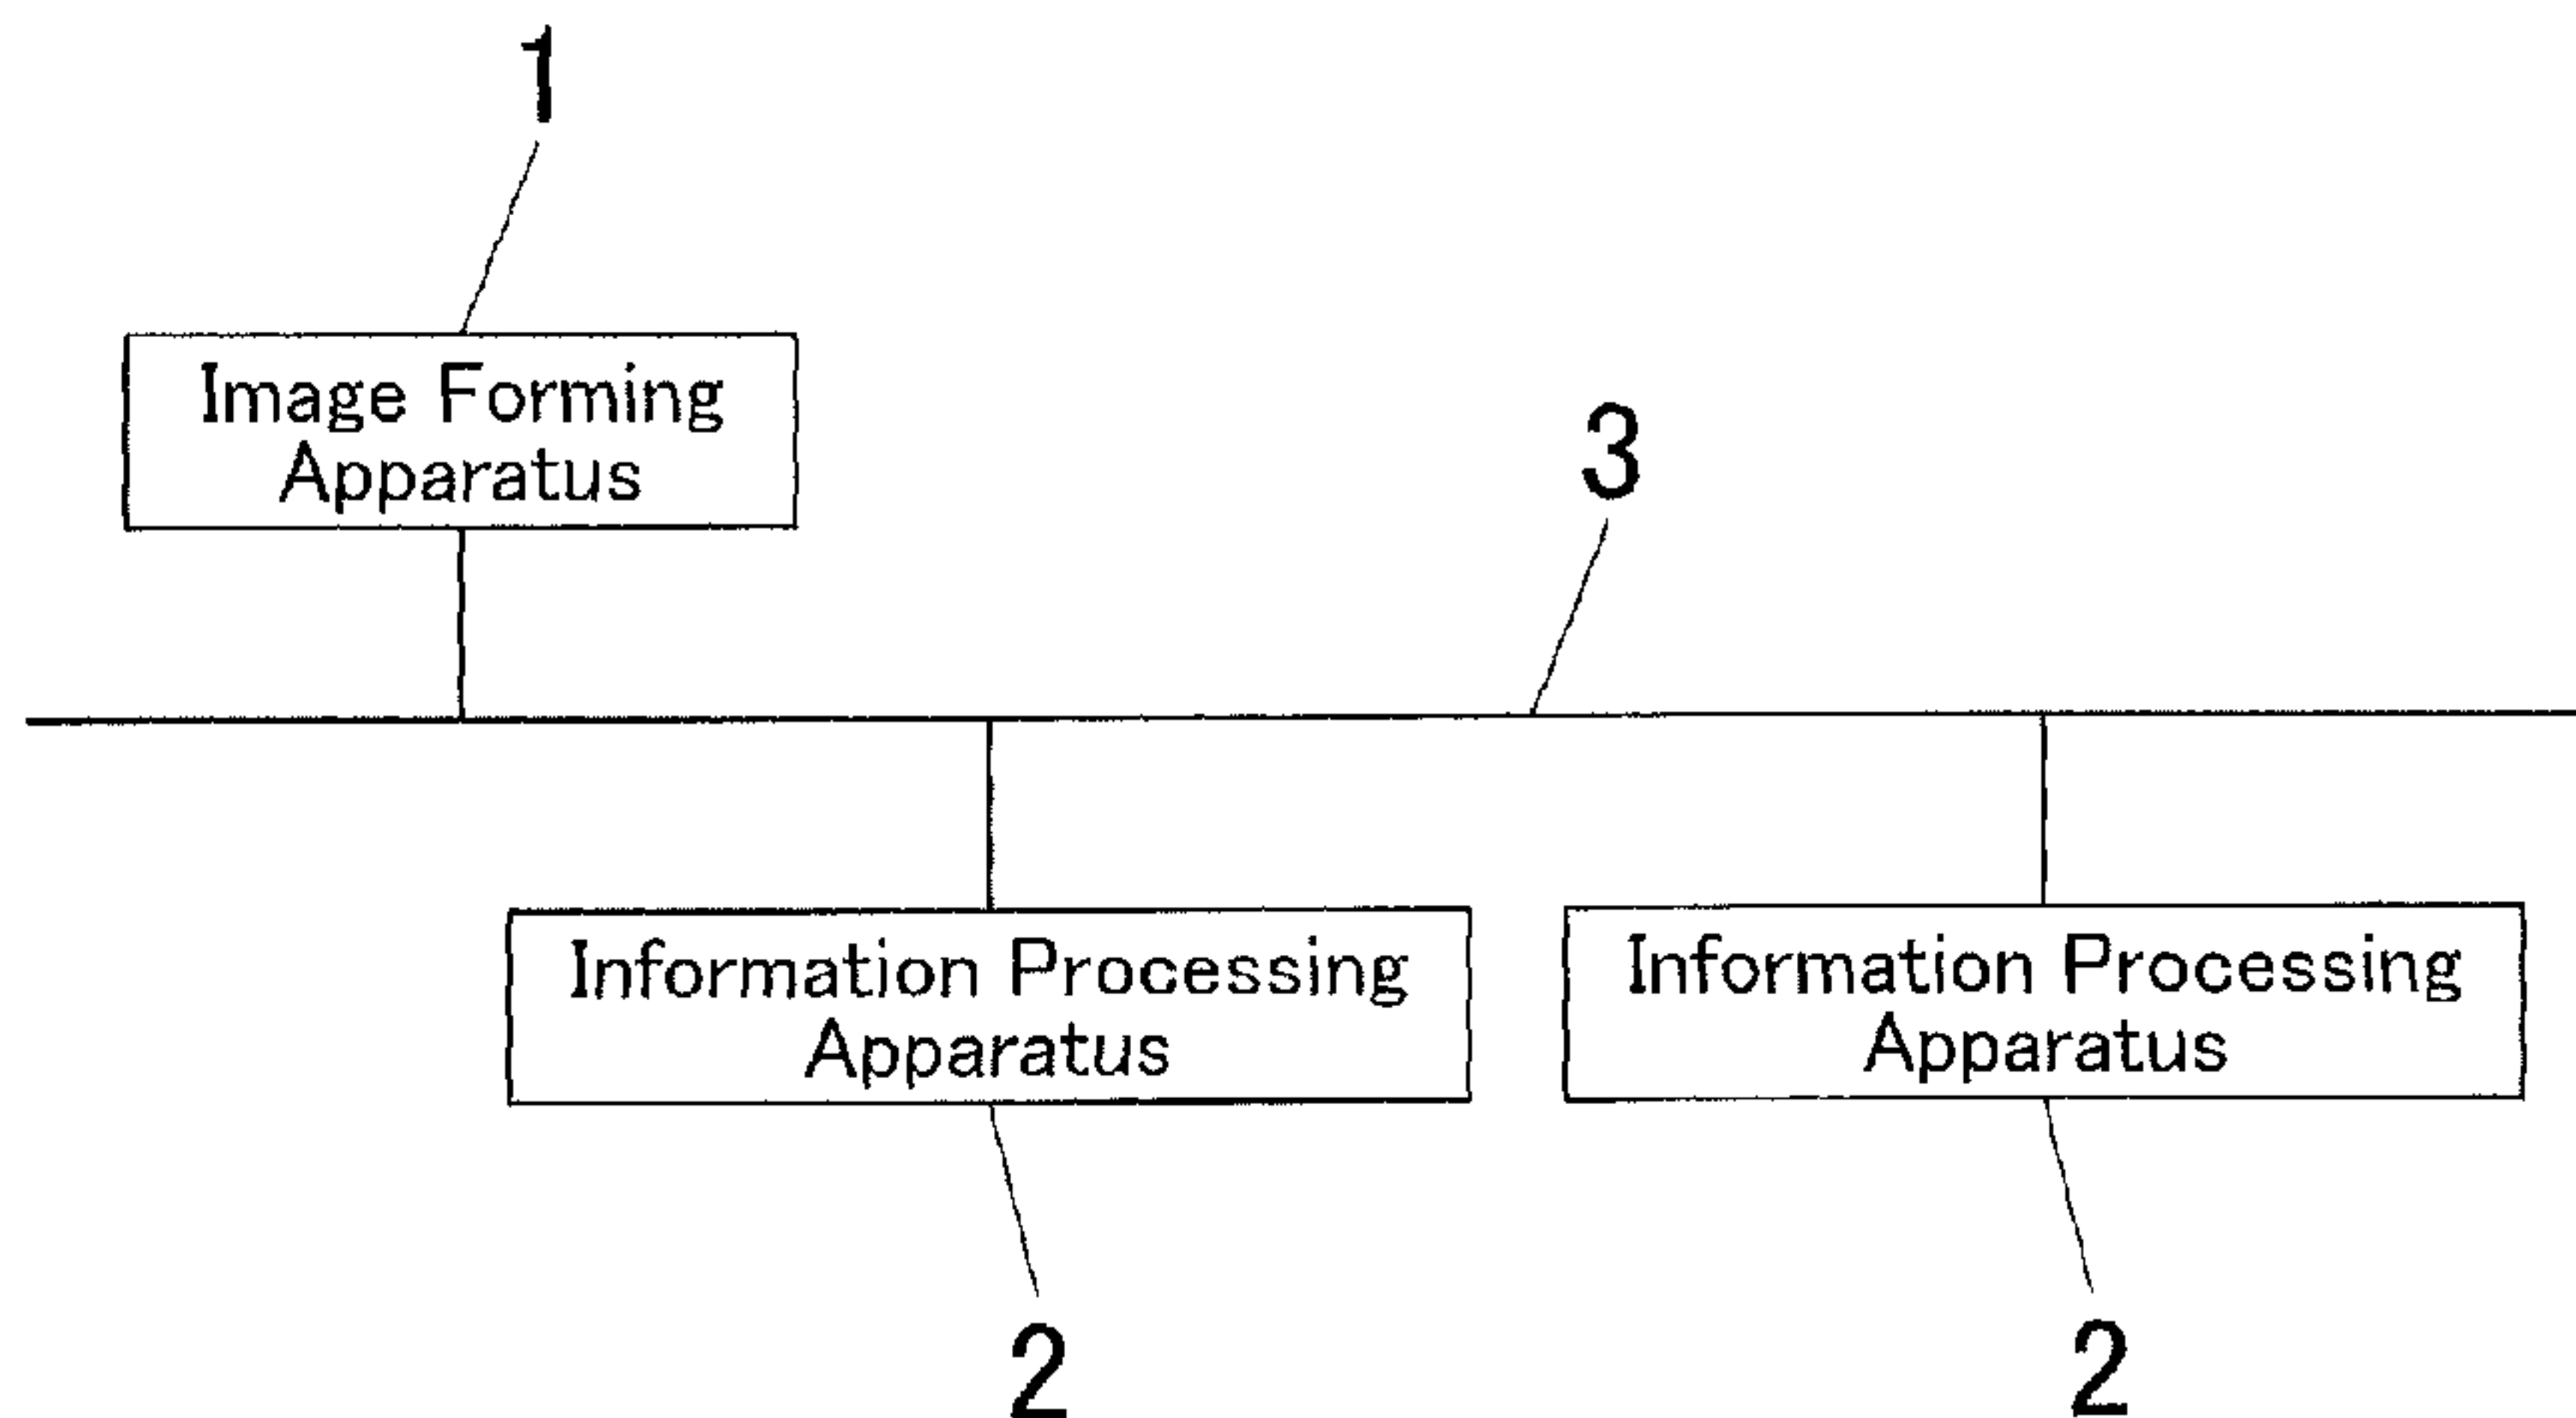 1
Image Forming
Apparatus
3
Information Processing
Apparatus
Information Processing
Apparatus
2
2